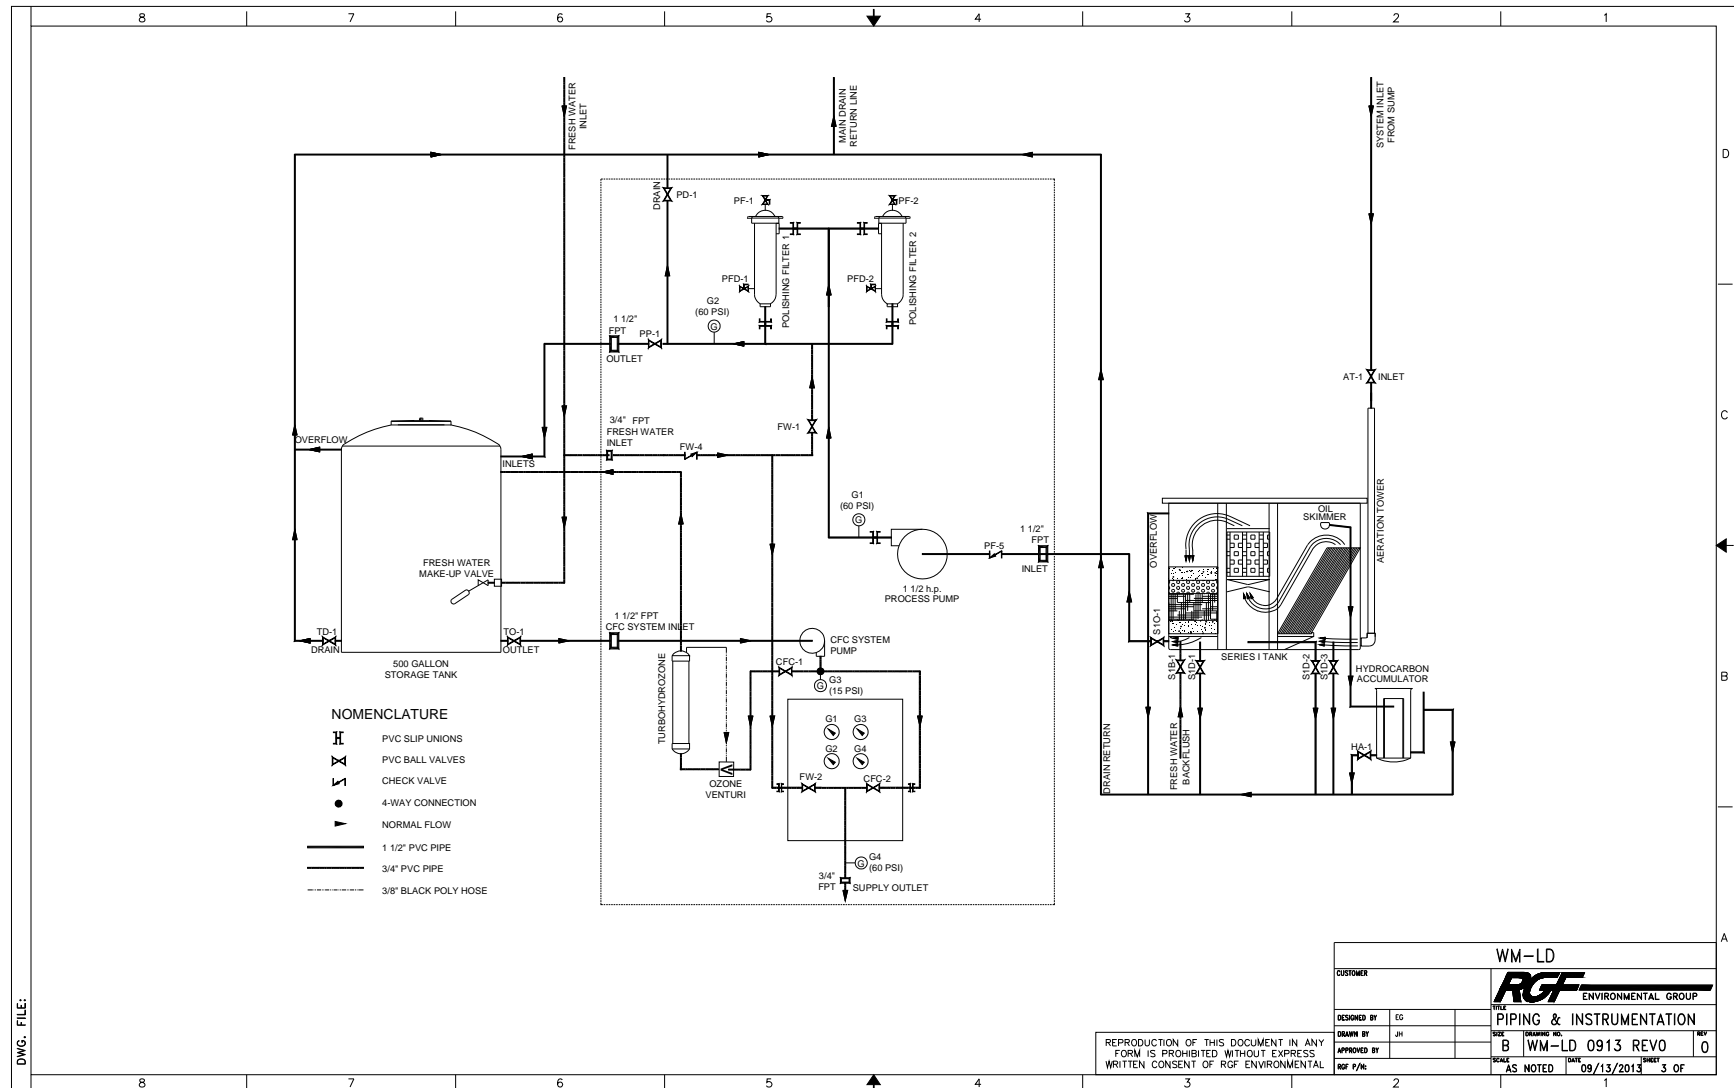 8 7 6 5 4 3 2 1
D
C
B
A
FRESH WATER
INLET
MAIN DRAIN
RETURN LINE
SYSTEM INLET
FROM SUMP
DRAIN
PD-1
PF-1
PF-2
POLISHING FILTER 1
POLISHING FILTER 2
PFD-1
PFD-2
G2
(60 PSI)
G
1 1/2"
FPT
OUTLET
PP-1
AT-1
INLET
3/4" FPT
FRESH WATER
INLET
FW-4
FW-1
OVERFLOW
INLETS
G1
(60 PSI)
G
1 1/2"
FPT
INLET
PF-5
1 1/2 h.p.
PROCESS PUMP
OVERFLOW
OIL
SKIMMER
AERATION TOWER
FRESH WATER
MAKE-UP VALVE
TD-1
DRAIN
TO-1
OUTLET
1 1/2" FPT
CFC SYSTEM INLET
CFC SYSTEM
PUMP
S1O-1
S1B-1
S1D-1
SERIES I TANK
S1D-2
S1D-3
HYDROCARBON
ACCUMULATOR
500 GALLON
STORAGE TANK
TURBOHYDROZONE
CFC-1
G
G3
(15 PSI)
G1
G3
G2
G4
FW-2
CFC-2
OZONE
VENTURI
DRAIN RETURN
FRESH WATER
BACKFLUSH
HA-1
G
G4
(60 PSI)
3/4"
FPT
SUPPLY OUTLET
NOMENCLATURE
PVC SLIP UNIONS
PVC BALL VALVES
CHECK VALVE
4-WAY CONNECTION
NORMAL FLOW
1 1/2" PVC PIPE
3/4" PVC PIPE
3/8" BLACK POLY HOSE
DWG. FILE:
REPRODUCTION OF THIS DOCUMENT IN ANY
FORM IS PROHIBITED WITHOUT EXPRESS
WRITTEN CONSENT OF RGF ENVIRONMENTAL
WM-LD
CUSTOMER
RGF
ENVIRONMENTAL GROUP
DESIGNED BY EG
DRAWN BY JH
APPROVED BY
RGF P/N:
TITLE
PIPING & INSTRUMENTATION
SIZE
B
DRAWING NO.
WM-LD 0913 REV0
REV
0
SCALE
AS NOTED
DATE
09/13/2013
SHEET
3 OF
8 7 6 5 4 3 2 1